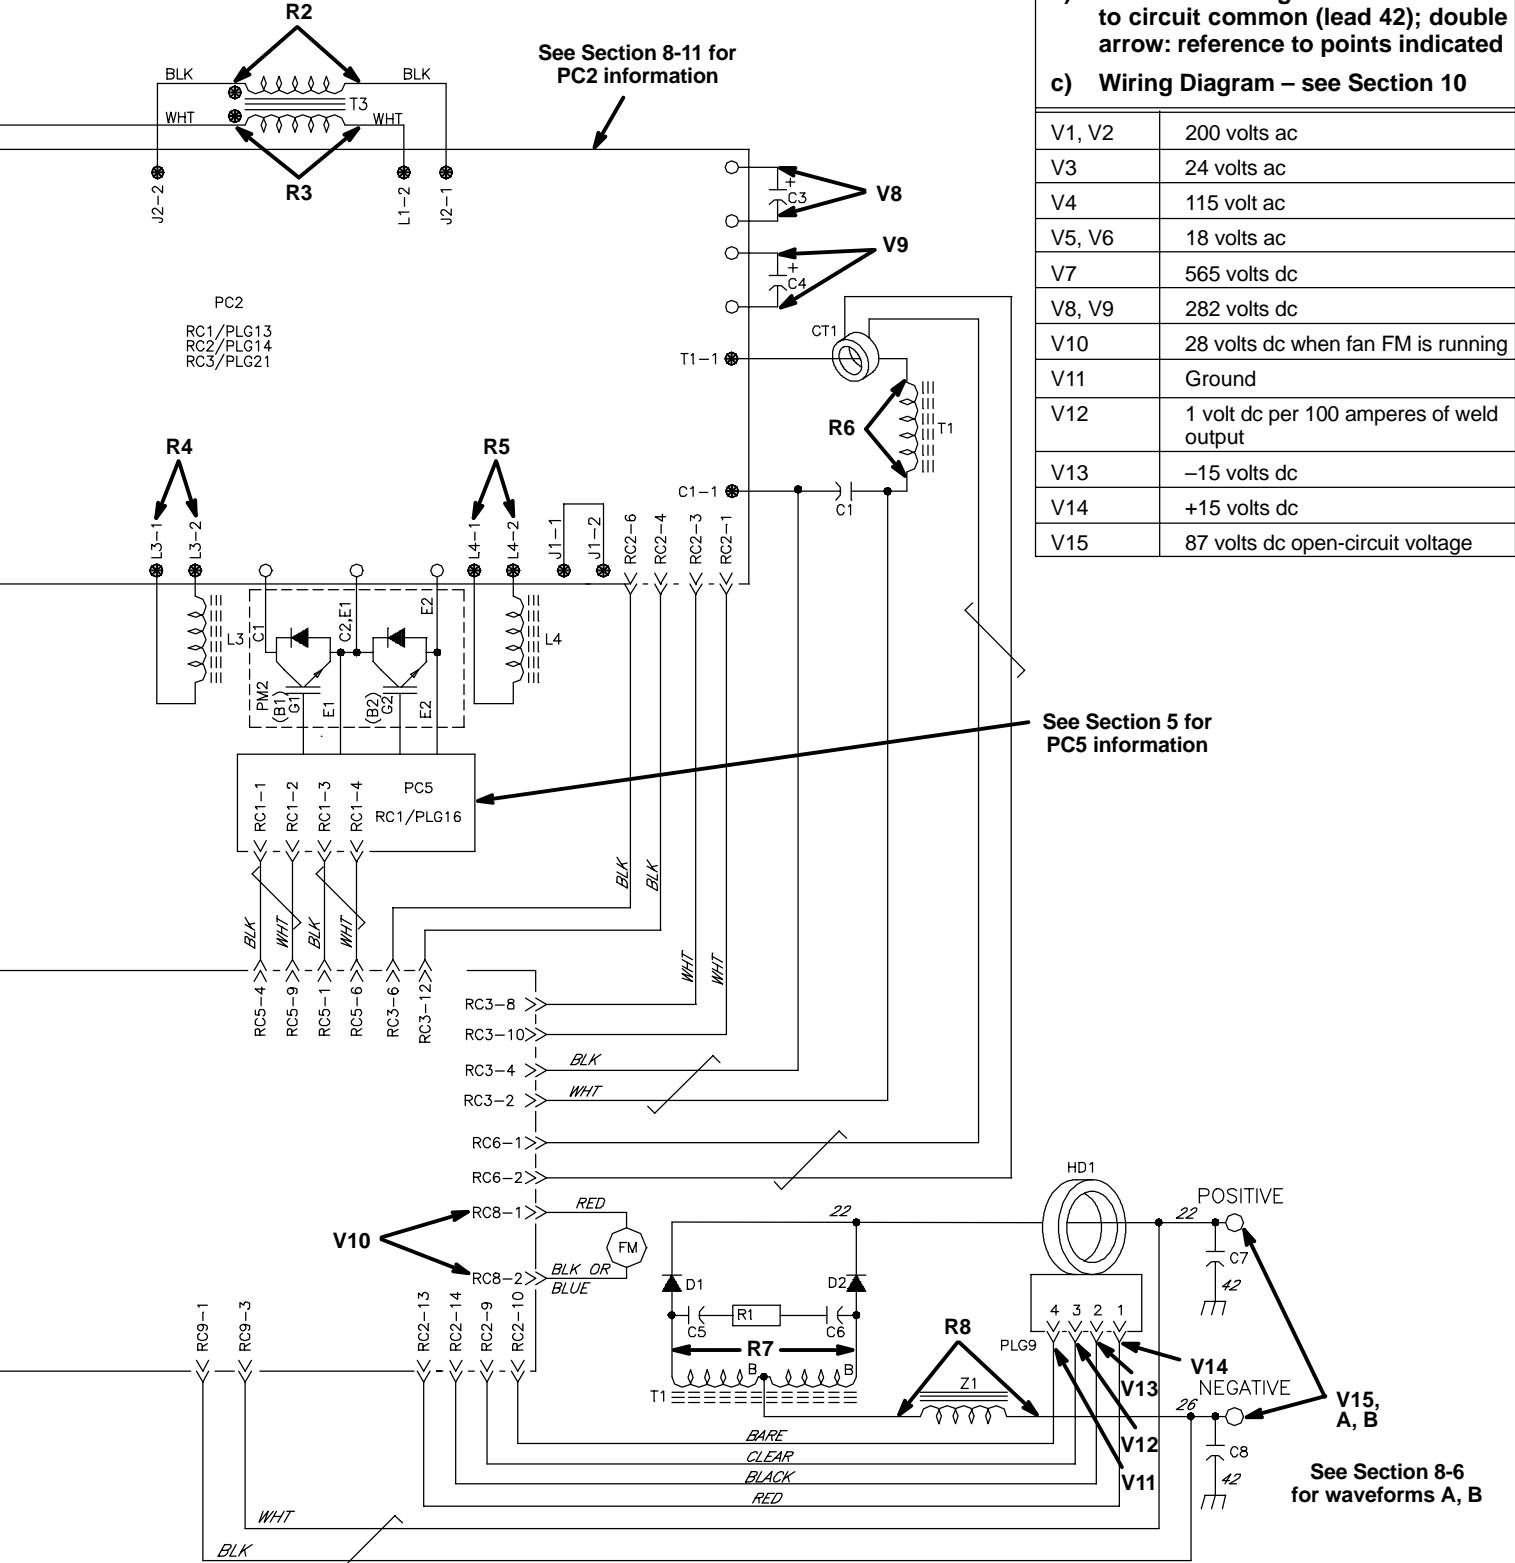 R2
See Section 8-11 for
PC2 information
BLK
BLK
T3
WHT
WHT
R3
J2-2
L1-2
J2-1
to circuit common (lead 42); double
arrow: reference to points indicated
c) Wiring Diagram – see Section 10
V1, V2 200 volts ac
V3 24 volts ac
V4 115 volt ac
V5, V6 18 volts ac
V7 565 volts dc
V8, V9 282 volts dc
V10 28 volts dc when fan FM is running
V11 Ground
V12 1 volt dc per 100 amperes of weld
output
V13 –15 volts dc
V14 +15 volts dc
V15 87 volts dc open-circuit voltage
+
C3
V8
V9
+
C4
PC2
RC1/PLG13
RC2/PLG14
RC3/PLG21
CT1
T1-1
R6
T1
C1-1
C1
R4
R5
L3-1
L3-2
L4-1
L4-2
J1-1
J1-2
RC2-6
RC2-4
RC2-3
RC2-1
L3
C1
C2,E1
E2
L4
PM2
(B1)
G1
E1
(B2)
G2
E2
See Section 5 for
PC5 information
PC5
RC1/PLG16
RC1-1
RC1-2
RC1-3
RC1-4
BLK
WHT
BLK
WHT
BLK
BLK
WHT
WHT
RC5-4
RC5-9
RC5-1
RC5-6
RC3-6
RC3-12
RC3-8
RC3-10
RC3-4
BLK
RC3-2
WHT
RC6-1
RC6-2
RC8-1
RED
V10
FM
RC8-2
BLK OR
BLUE
HD1
POSITIVE
22
22
C7
42
D1
D2
C5
R1
C6
R7
B
B
T1
R8
Z1
4 3 2 1
PLG9
V14
V13
V12
V11
NEGATIVE
26
V15,
A, B
C8
42
See Section 8-6
for waveforms A, B
RC9-1
RC9-3
RC2-13
RC2-14
RC2-9
RC2-10
BARE
CLEAR
BLACK
RED
WHT
BLK